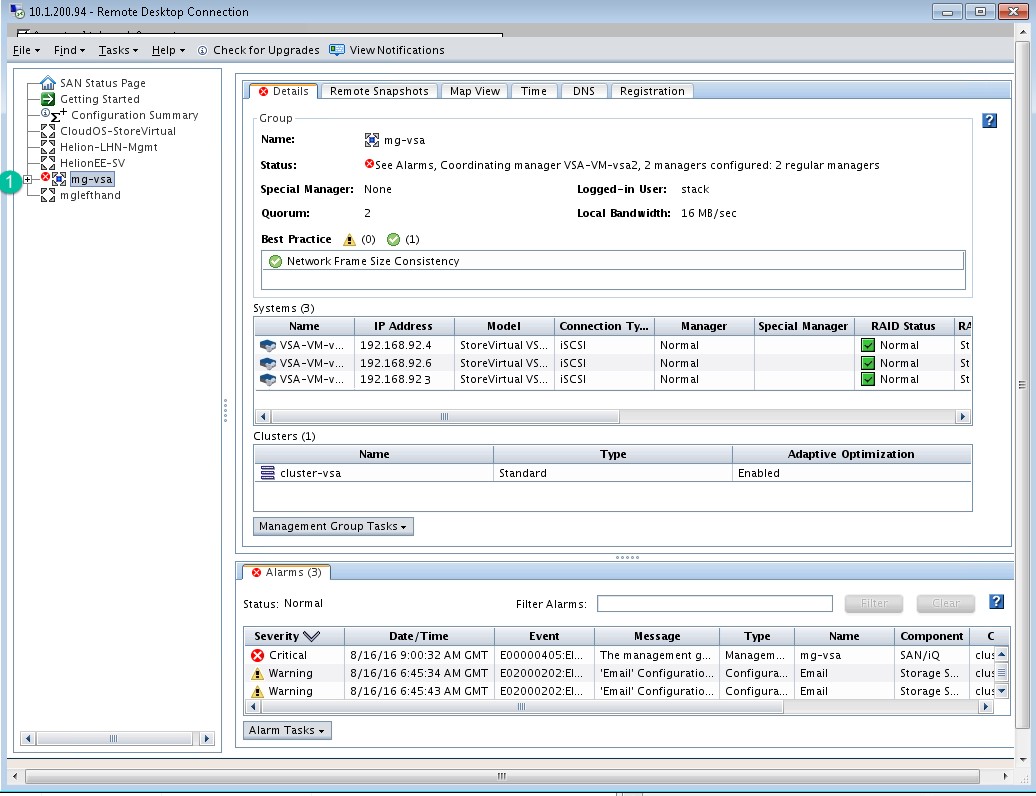 10.1.200.94 - Remote Desktop Connection
File Find Tasks Help Check for Upgrades View Notifications
SAN Status Page
Getting Started
Configuration Summary
CloudOS-StoreVirtual
Helion-LHN-Mgmt
HelionEE-SV
1 mg-vsa
mglefthand
Details Remote Snapshots Map View Time DNS Registration
Group
Name: mg-vsa
Status: See Alarms, Coordinating manager VSA-VM-vsa2, 2 managers configured: 2 regular managers
Special Manager: None Logged-in User: stack
Quorum: 2 Local Bandwidth: 16 MB/sec
Best Practice (0) (1)
Network Frame Size Consistency
Systems (3)
Name IP Address Model Connection Ty... Manager Special Manager RAID Status RA
VSA-VM-v... 192.168.92.4 StoreVirtual VS... iSCSI Normal Normal St
VSA-VM-v... 192.168.92.6 StoreVirtual VS... iSCSI Normal Normal St
VSA-VM-v... 192.168.92 3 StoreVirtual VS... iSCSI Normal Normal St
Clusters (1)
Name Type Adaptive Optimization
cluster-vsa Standard Enabled
Management Group Tasks
Alarms (3)
Status: Normal Filter Alarms: Filter Clear
Severity Date/Time Event Message Type Name Component C
Critical 8/16/16 9:00:32 AM GMT E00000405:EI... The management g... Managem... mg-vsa SAN/iQ clus
Warning 8/16/16 6:45:34 AM GMT E02000202:EI... 'Email' Configuratio... Configura... Email Storage S... clus
Warning 8/16/16 6:45:43 AM GMT E02000202:EI... 'Email' Configuratio... Configura... Email Storage S... clus
Alarm Tasks